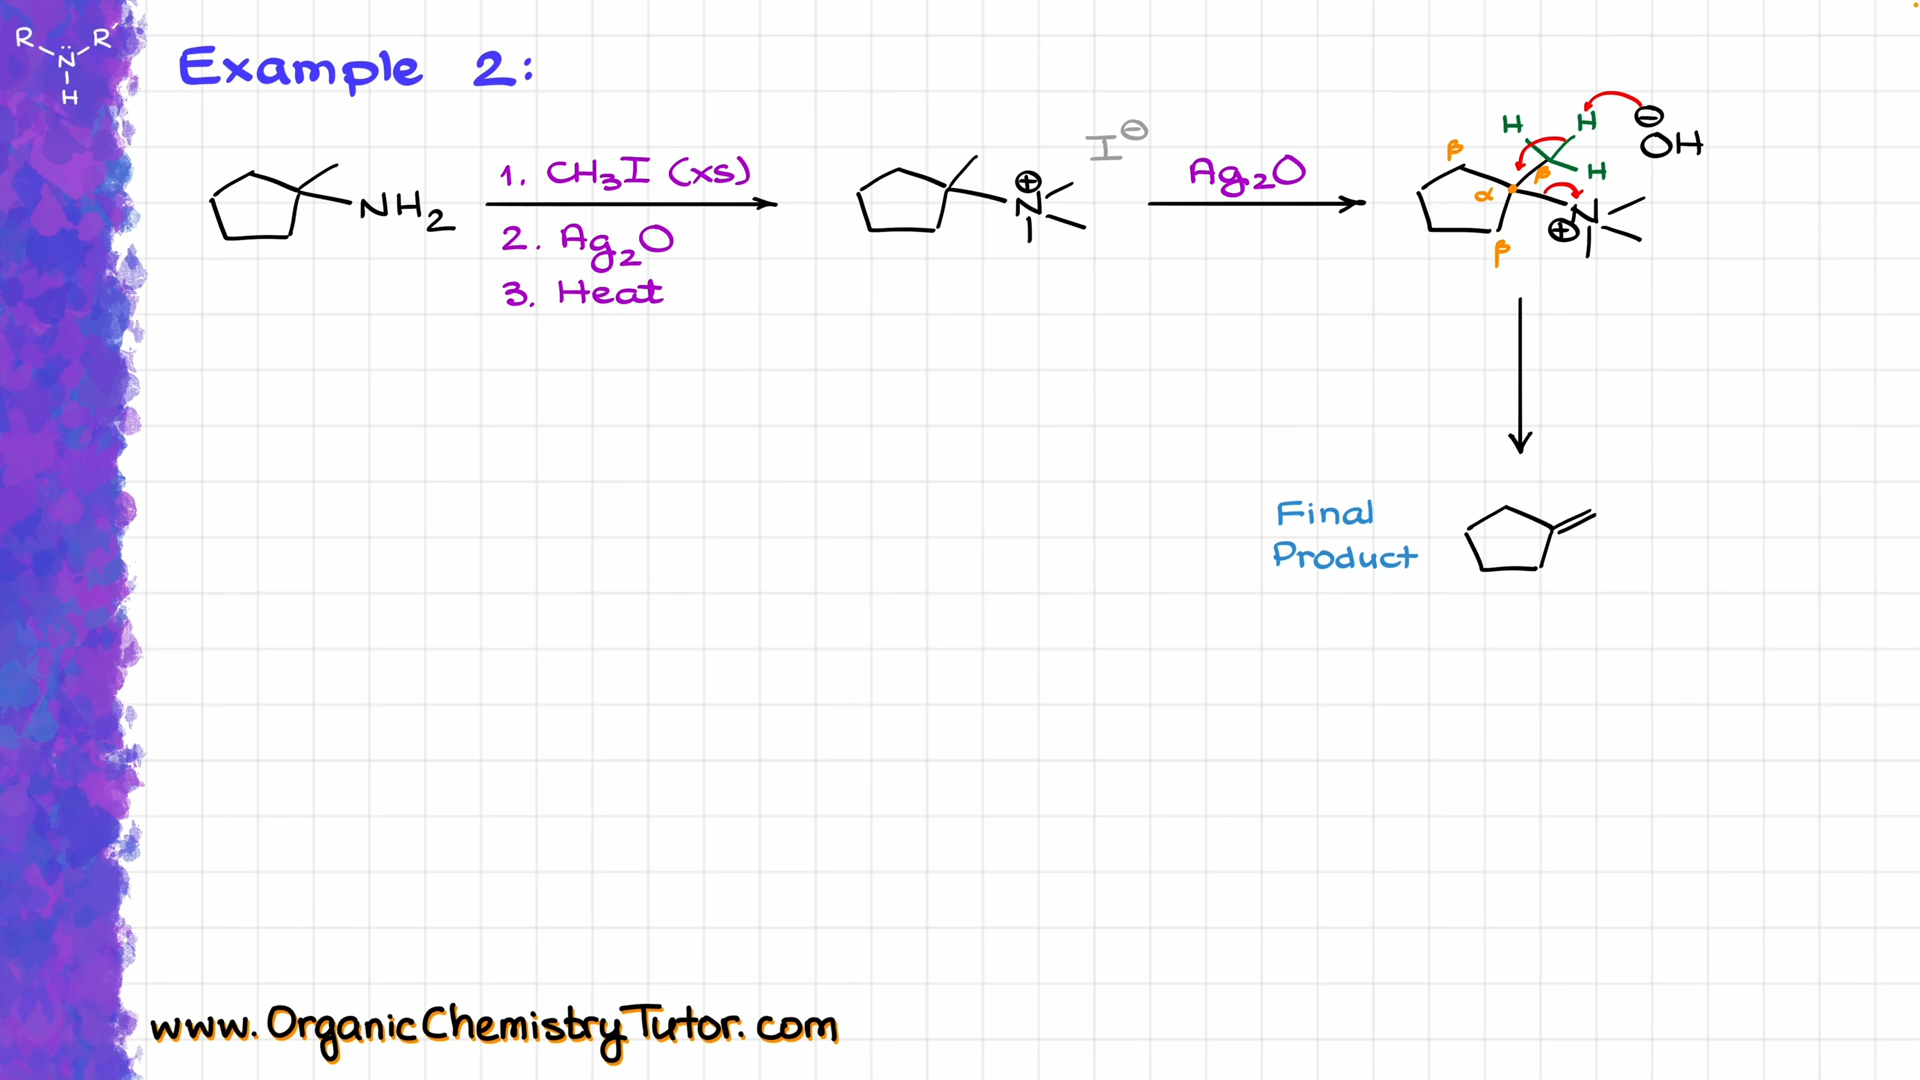 R R'
N
H
Example 2:
NH₂
1. CH₃I (xs)
2. Ag₂O
3. Heat
⊕
N
I⊖
Ag₂O
H H ⊖
OH
β
β H
α
N
⊕
β
Final
Product
www.OrganicChemistryTutor.com